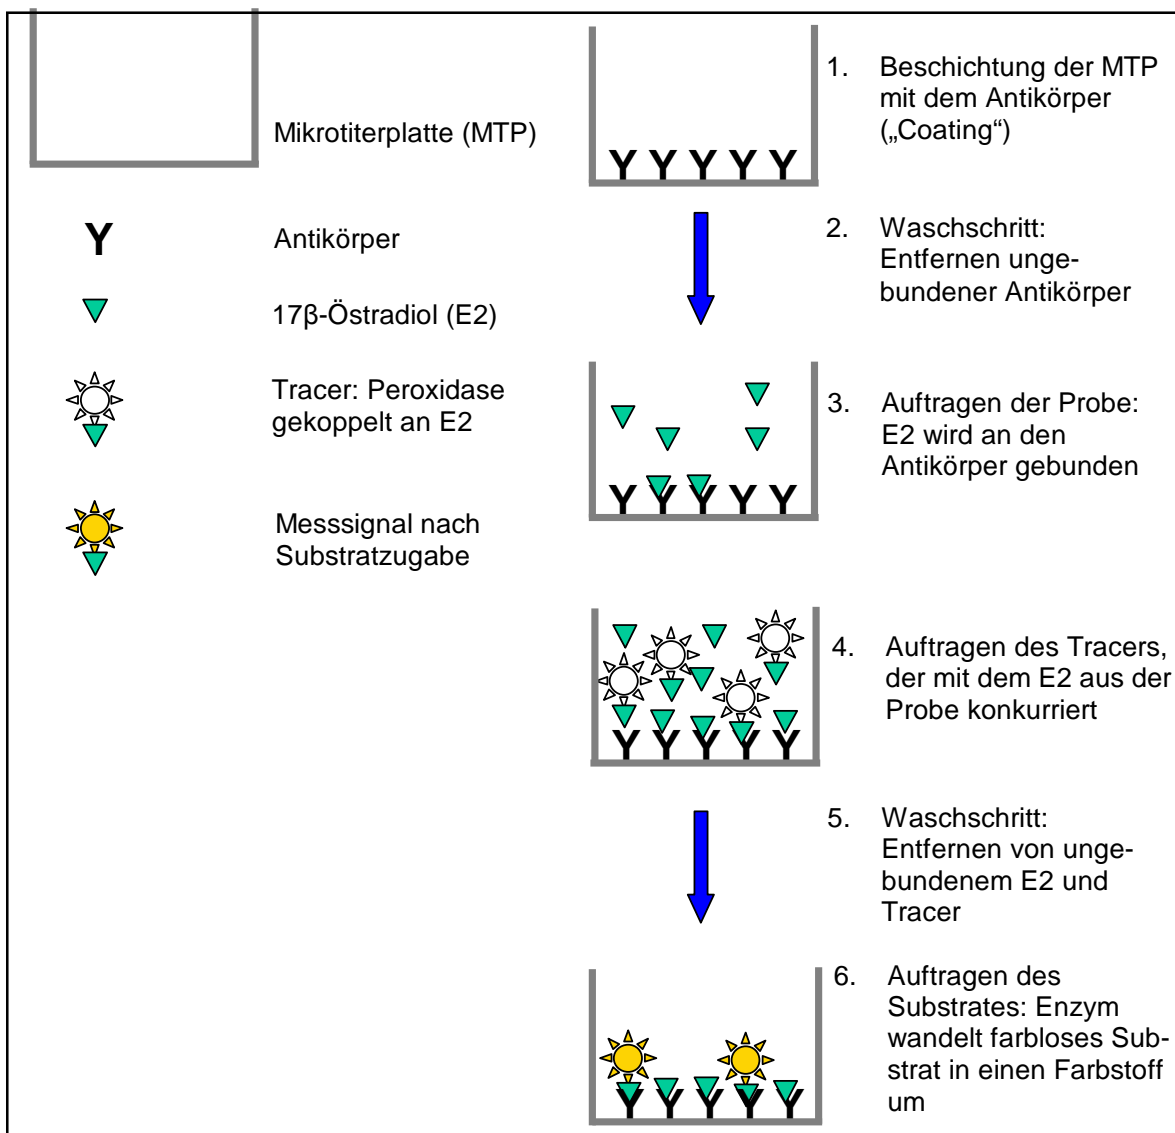 Mikrotiterplatte (MTP)
Antikörper
17β-Östradiol (E2)
Tracer: Peroxidase
gekoppelt an E2
Messsignal nach
Substratzugabe
1. Beschichtung der MTP
mit dem Antikörper
(„Coating“)
2. Waschschritt:
Entfernen unge-
bundener Antikörper
3. Auftragen der Probe:
E2 wird an den
Antikörper gebunden
4. Auftragen des Tracers,
der mit dem E2 aus der
Probe konkurriert
5. Waschschritt:
Entfernen von unge-
bundenem E2 und
Tracer
6. Auftragen des
Substrates: Enzym
wandelt farbloses Sub-
strat in einen Farbstoff
um